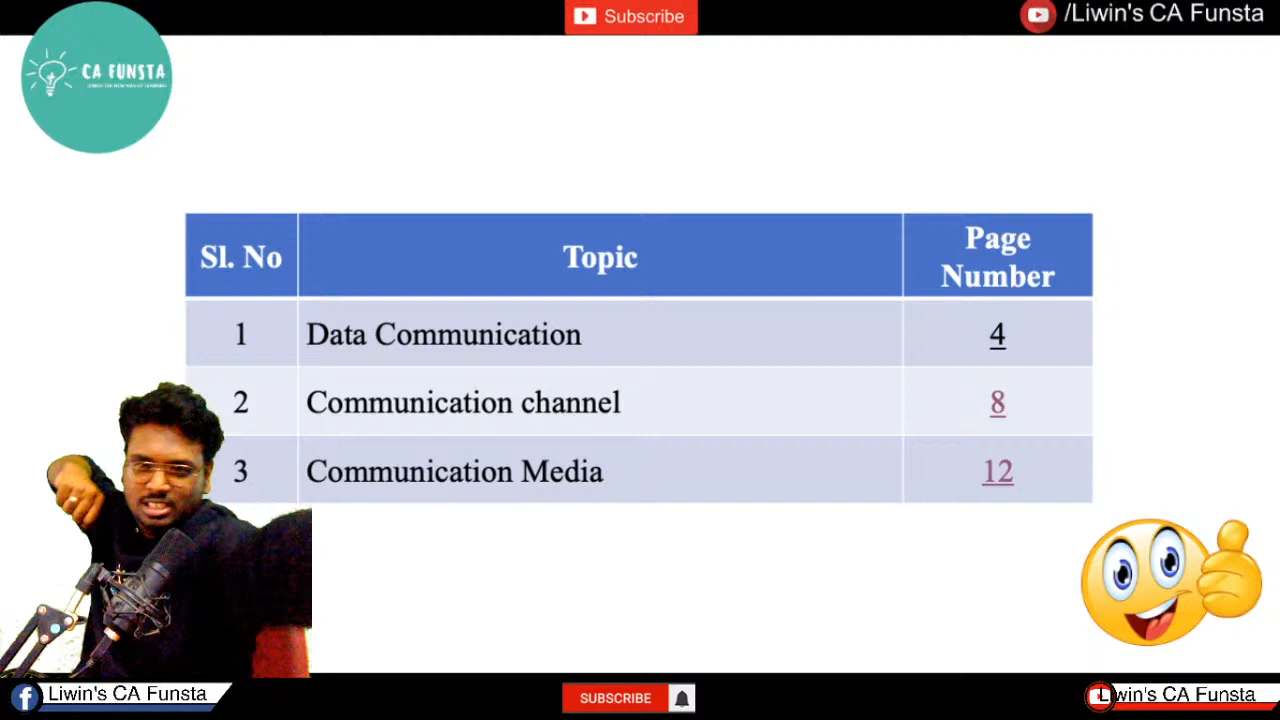 Subscribe
/Liwin's CA Funsta
CA FUNSTA
Sl. No
Topic
Page
Number
1
Data Communication
4
2
Communication channel
8
3
Communication Media
12
Liwin's CA Funsta
SUBSCRIBE
Liwin's CA Funsta